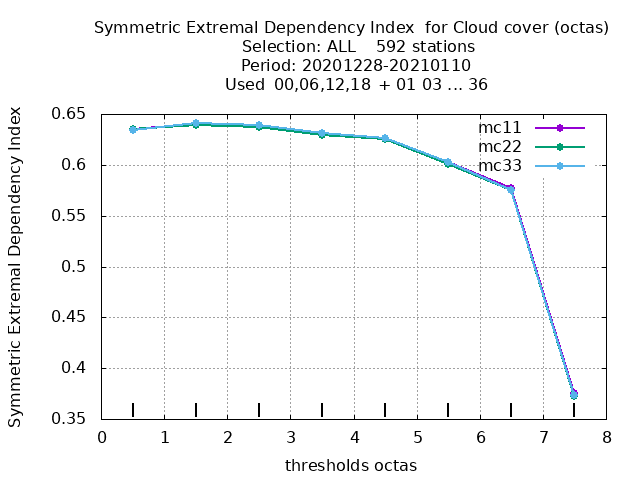 Symmetric Extremal Dependency Index  for Cloud cover (octas)
Selection: ALL    592 stations
Period: 20201228-20210110
Used  00,06,12,18  + 01 03 ... 36
Symmetric Extremal Dependency Index
0.65
0.6
0.55
0.5
0.45
0.4
0.35
mc11
mc22
mc33
0 1 2 3 4 5 6 7 8
thresholds octas